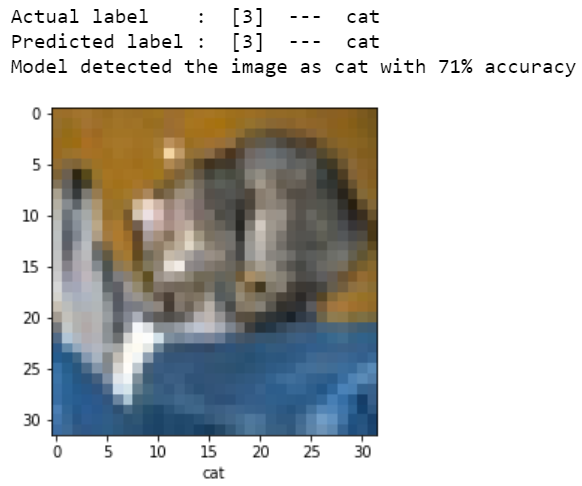 Actual label    :  [3]  ---  cat
Predicted label :  [3]  ---  cat
Model detected the image as cat with 71% accuracy
0
5
10
15
20
25
30
0 5 10 15 20 25 30
cat